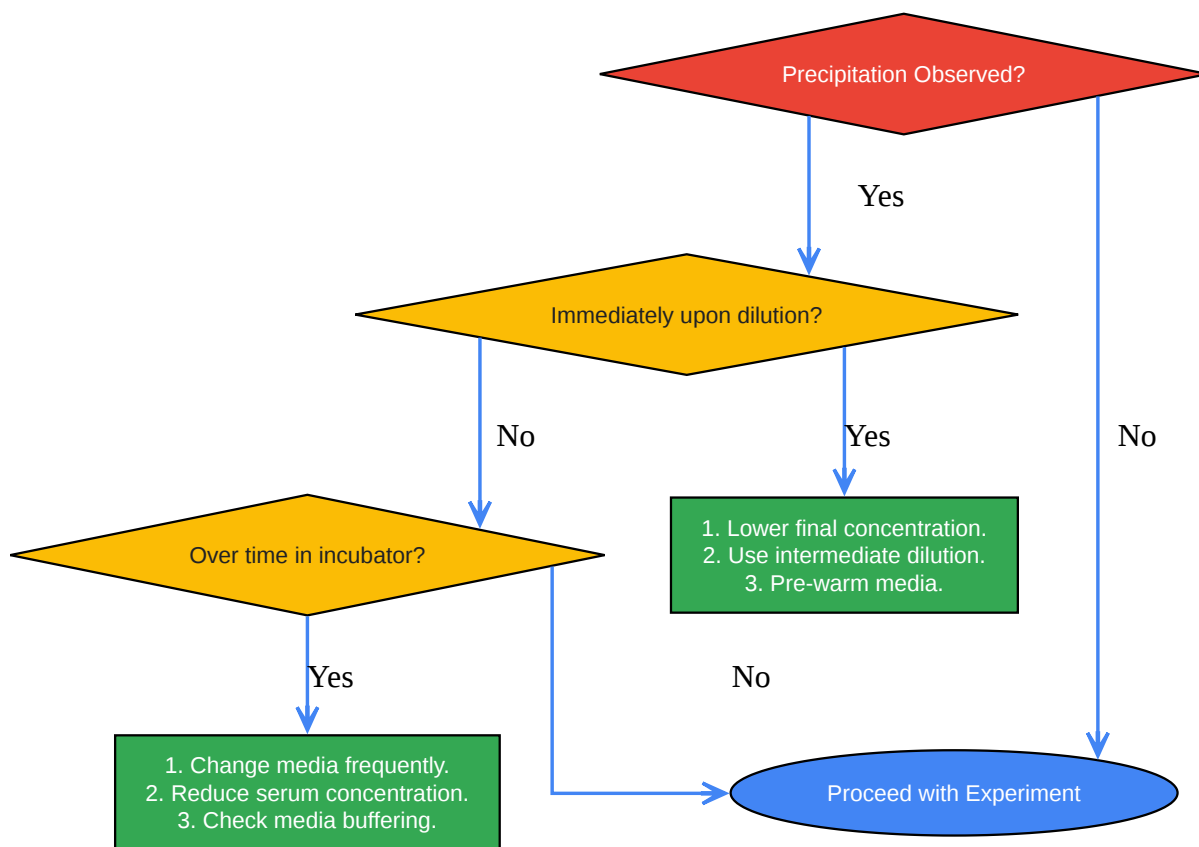 Precipitation Observed?
Yes
Immediately upon dilution?
No
Yes
No
Over time in incubator?
1. Lower final concentration.
2. Use intermediate dilution.
3. Pre-warm media.
Yes
No
1. Change media frequently.
2. Reduce serum concentration.
3. Check media buffering.
Proceed with Experiment